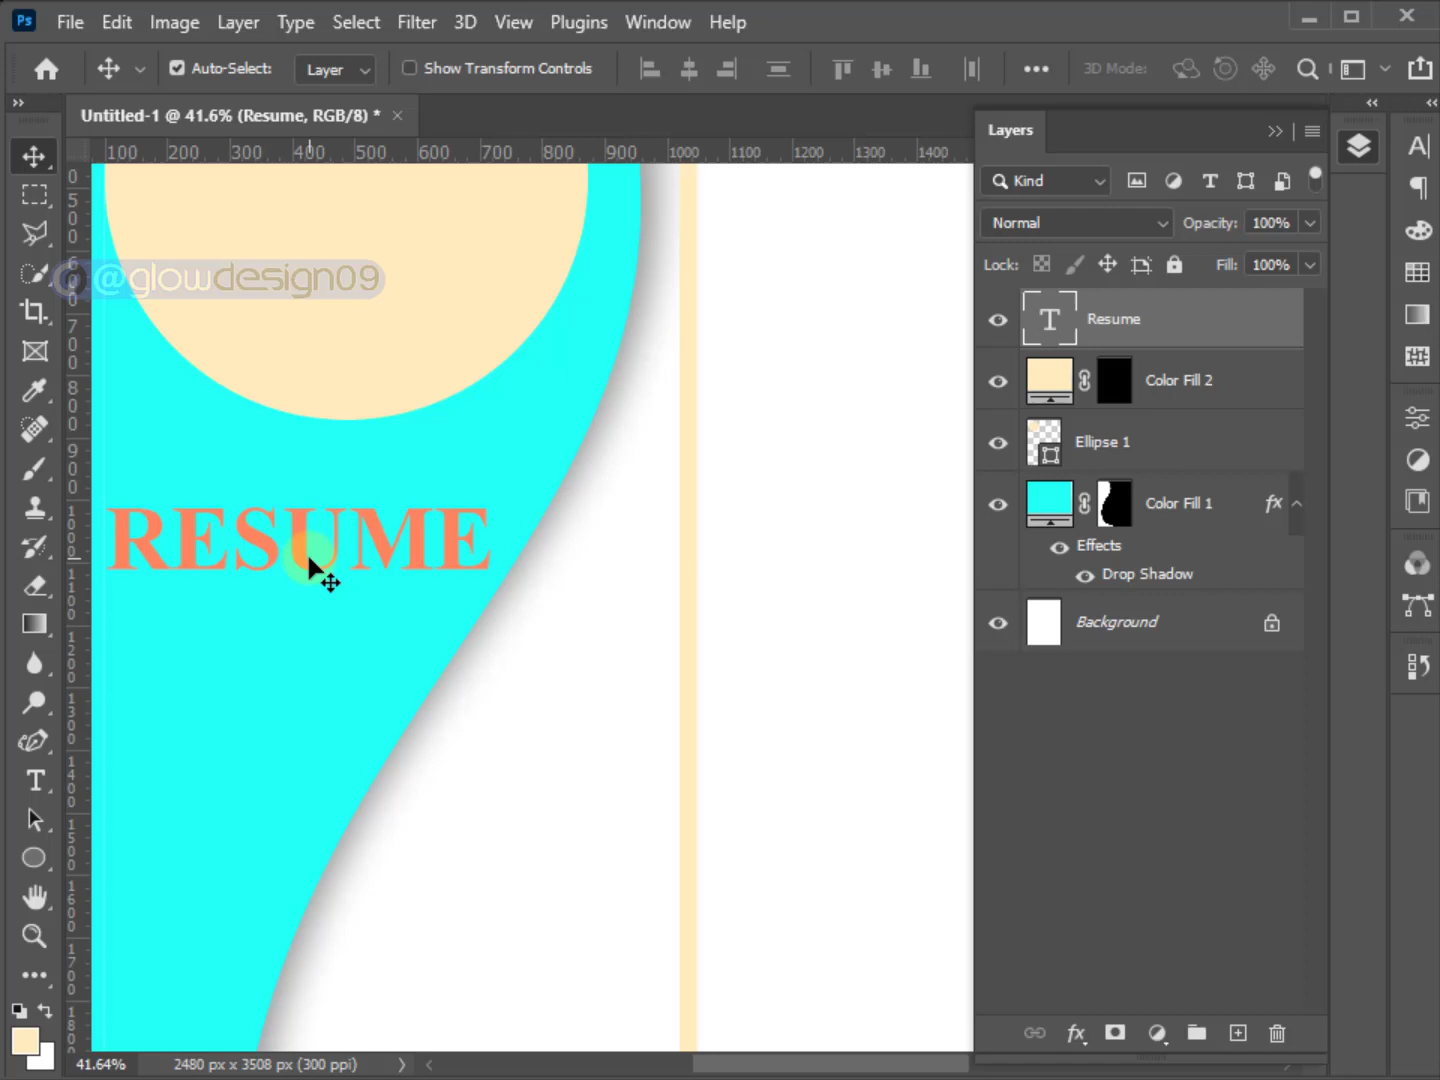 Ps File Edit Image Layer Type Select Filter 3D View Plugins Window Help
Auto-Select: Layer Show Transform Controls 3D Mode:
Untitled-1 @ 41.6% (Resume, RGB/8) *
100 200 300 400 500 600 700 800 900 1000 1100 1200 1300 1400
@glowdesign09
RESUME
Layers
Kind
Normal Opacity: 100%
Lock: Fill: 100%
Resume
Color Fill 2
Ellipse 1
Color Fill 1 fx
Effects
Drop Shadow
Background
41.64% 2480 px x 3508 px (300 ppi)